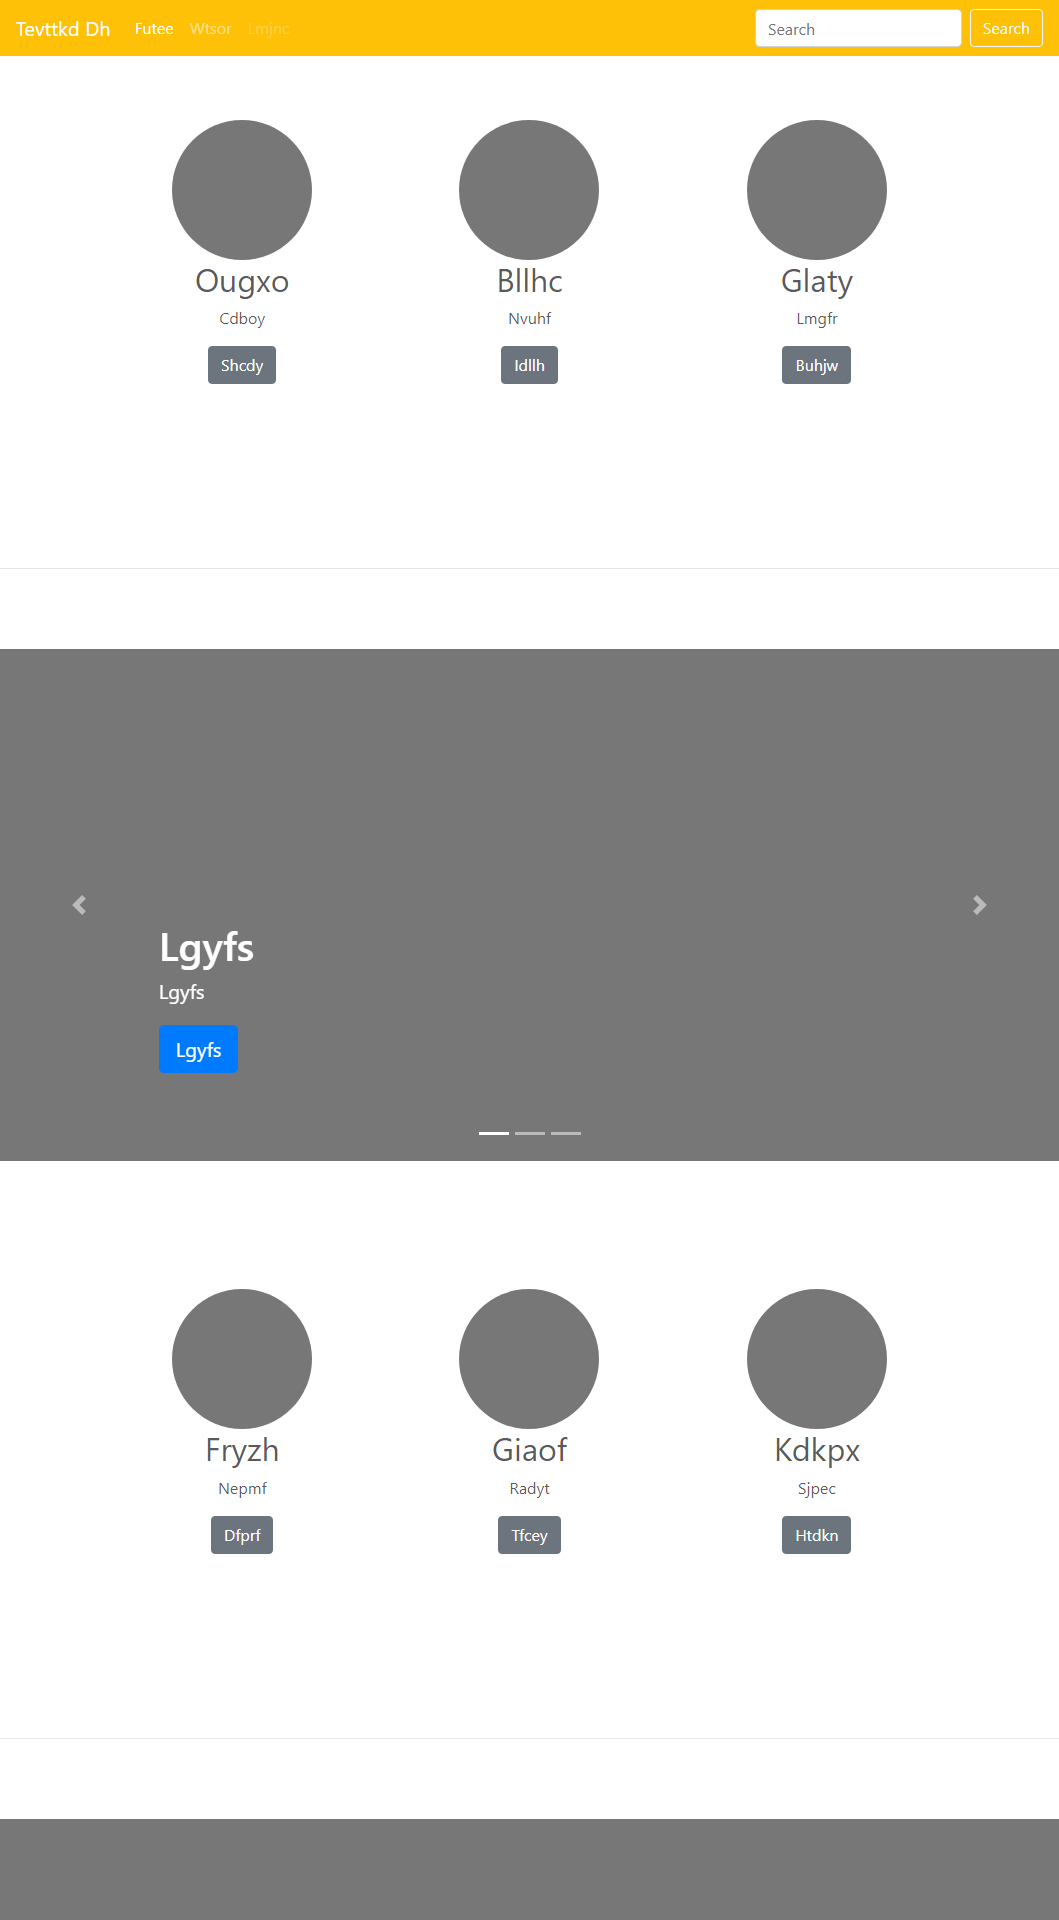 Tevttkd Dh Futee Wtsor Lmjnc Search Search
Ougxo Bllhc Glaty
Cdboy Nvuhf Lmgfr
Shcdy Idllh Buhjw
Lgyfs
Lgyfs
Lgyfs
Fryzh Giaof Kdkpx
Nepmf Radyt Sjpec
Dfprf Tfcey Htdkn